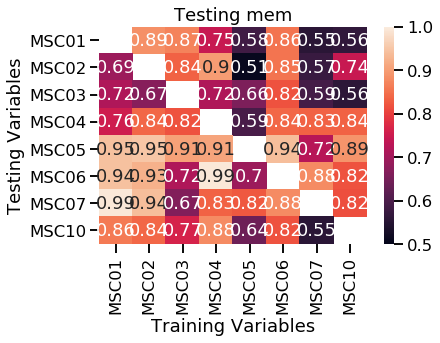 Testing mem
Testing Variables
MSC01 0.89 0.87 0.75 0.58 0.86 0.55 0.56
MSC02 0.69 0.84 0.9 0.51 0.85 0.57 0.74
MSC03 0.72 0.67 0.72 0.66 0.82 0.59 0.56
MSC04 0.76 0.84 0.82 0.59 0.84 0.83 0.84
MSC05 0.95 0.95 0.91 0.91 0.94 0.72 0.89
MSC06 0.94 0.93 0.72 0.99 0.7 0.88 0.82
MSC07 0.99 0.94 0.67 0.83 0.82 0.88 0.82
MSC10 0.86 0.84 0.77 0.88 0.64 0.82 0.55
MSC01 MSC02 MSC03 MSC04 MSC05 MSC06 MSC07 MSC10
Training Variables
1.0
0.9
0.8
0.7
0.6
0.5